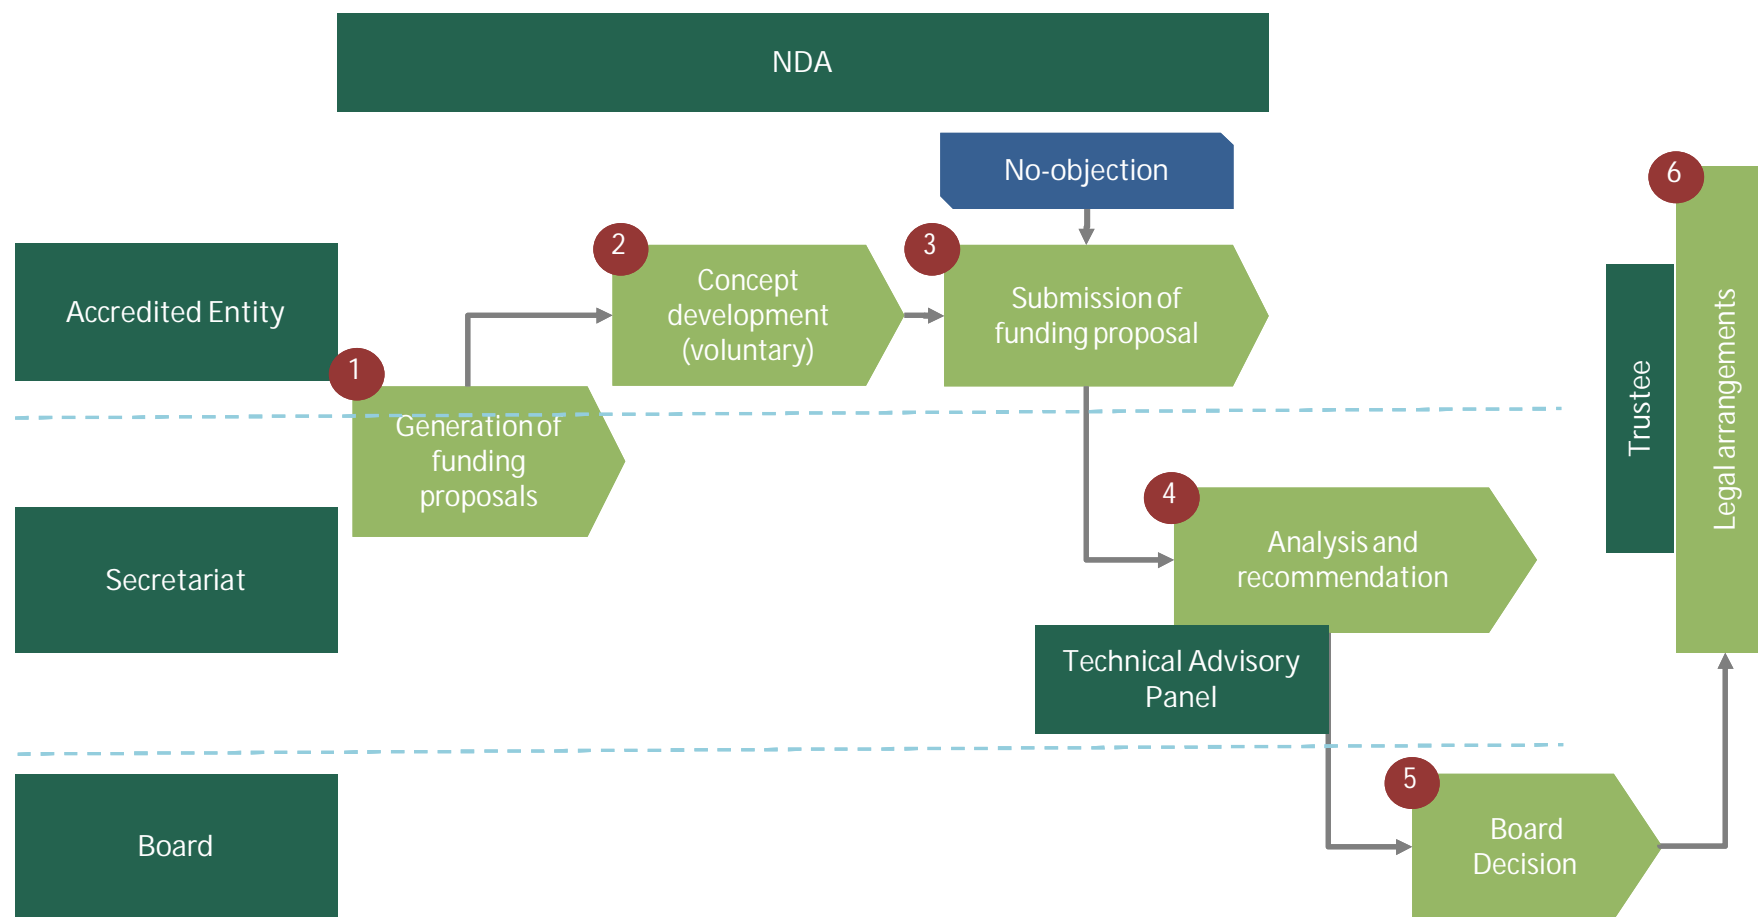 NDA
No-objection
6
2
3
Accredited Entity
Concept
development
(voluntary)
Submission of
funding proposal
1
Generation of
funding
proposals
Trustee
Legal arrangements
4
Analysis and
recommendation
Secretariat
Technical Advisory
Panel
5
Board
Board
Decision